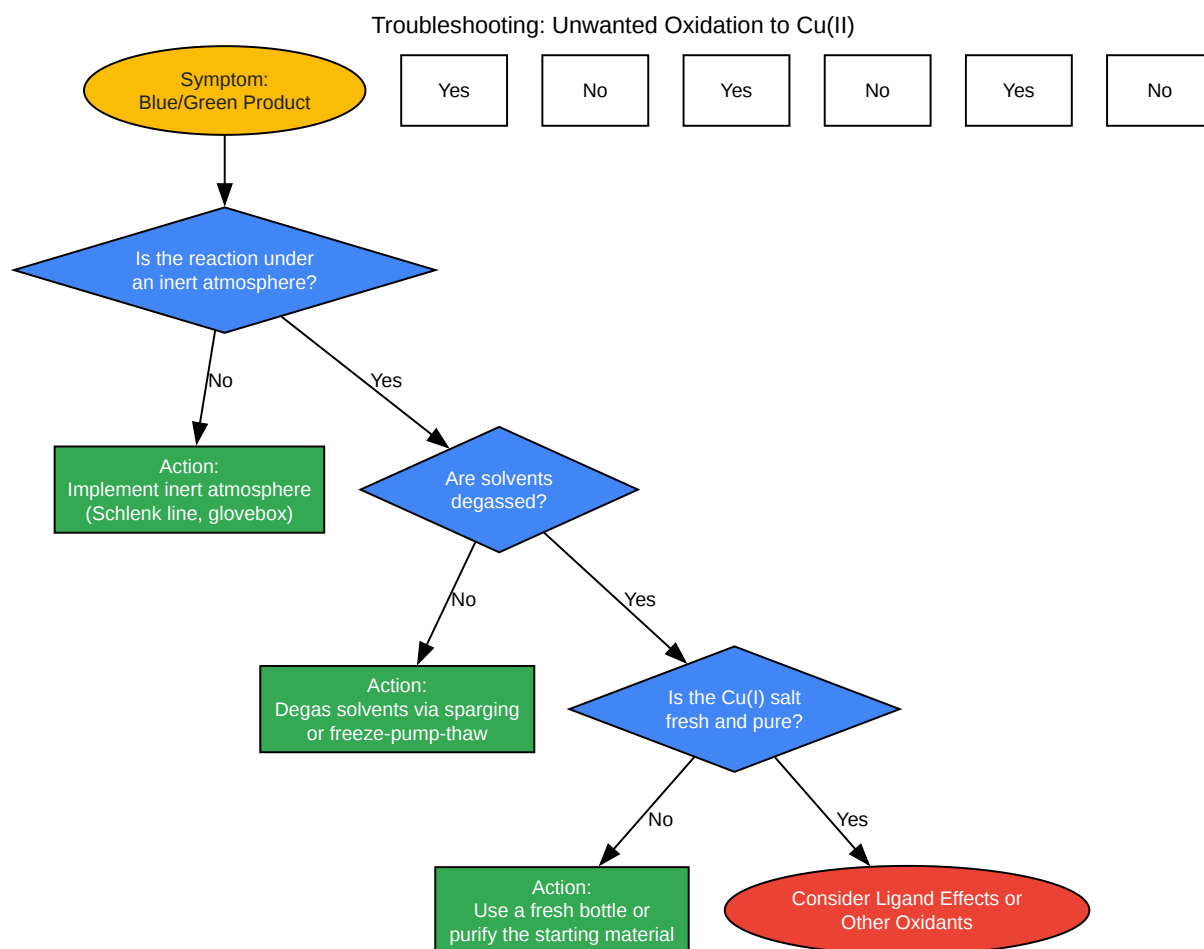 Troubleshooting: Unwanted Oxidation to Cu(II)
Symptom:
Blue/Green Product
Yes
No
Yes
No
Yes
No
Is the reaction under
an inert atmosphere?
No
Yes
Action:
Implement inert atmosphere
(Schlenk line, glovebox)
Are solvents
degassed?
No
Yes
Action:
Degas solvents via sparging
or freeze-pump-thaw
Is the Cu(I) salt
fresh and pure?
No
Yes
Action:
Use a fresh bottle or
purify the starting material
Consider Ligand Effects or
Other Oxidants